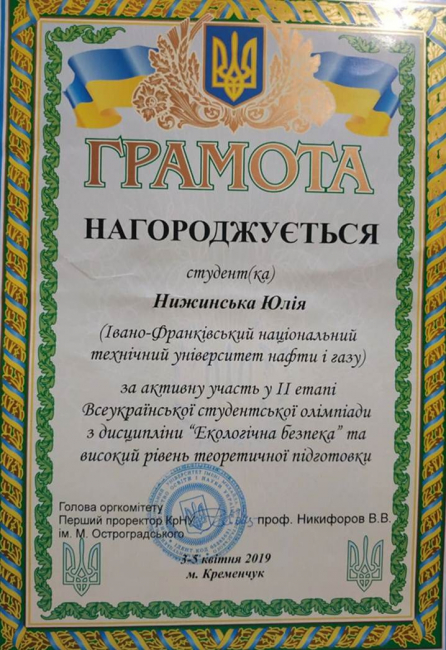 ГРАМОТА
НАГОРОДЖУЄТЬСЯ
студент(ка)
Нижинська Юлія
(Івано-Франківський національний
технічний університет нафти і газу)
за активну участь у ІІ етапі
Всеукраїнської студентської олімпіади
з дисципліни “Екологічна безпека” та
високий рівень теоретичної підготовки
Голова оргкомітету
Перший проректор КрНУ проф. Никифоров В.В.
ім. М. Остроградського
3-5 квітня 2019
м. Кременчук